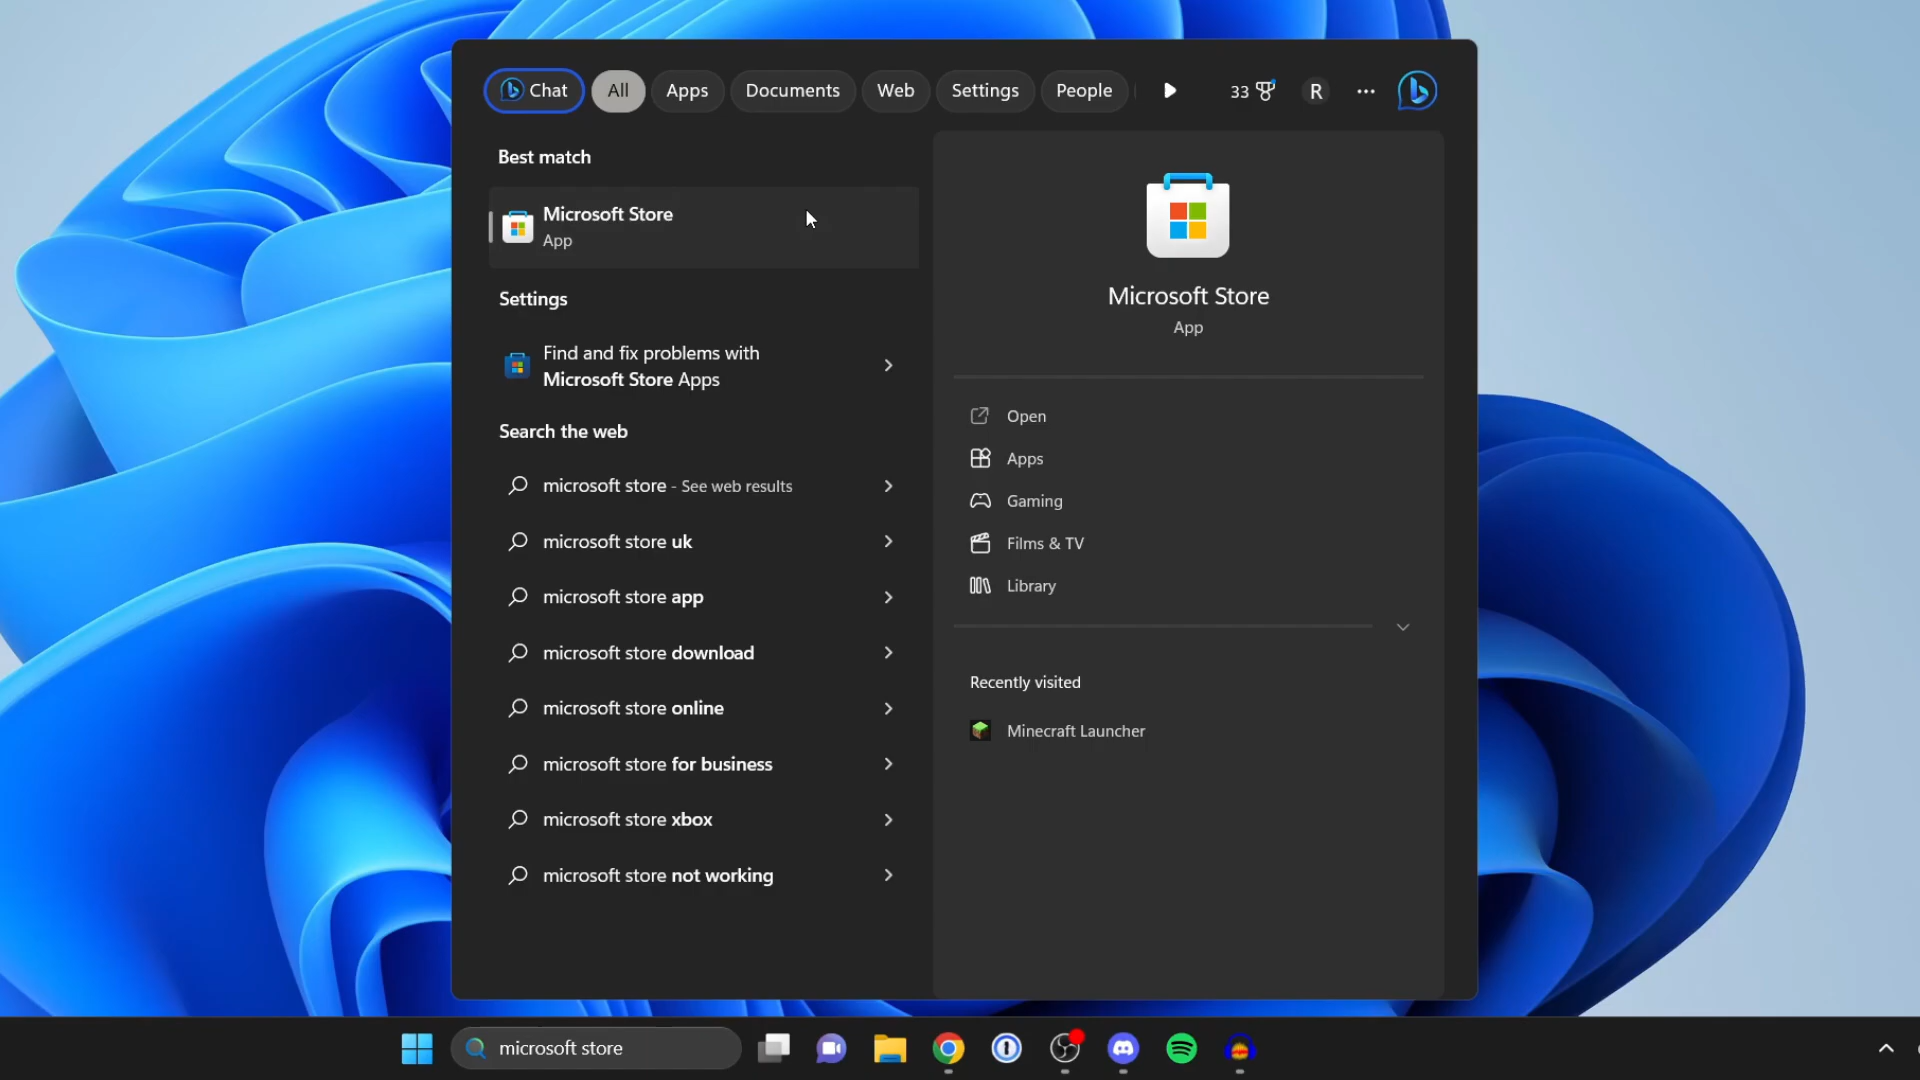 Chat All Apps Documents Web Settings People 33 R
Best match
Microsoft Store
App
Settings
Find and fix problems with
Microsoft Store Apps
Search the web
microsoft store - See web results
microsoft store uk
microsoft store app
microsoft store download
microsoft store online
microsoft store for business
microsoft store xbox
microsoft store not working
Microsoft Store
App
Open
Apps
Gaming
Films & TV
Library
Recently visited
Minecraft Launcher
microsoft store